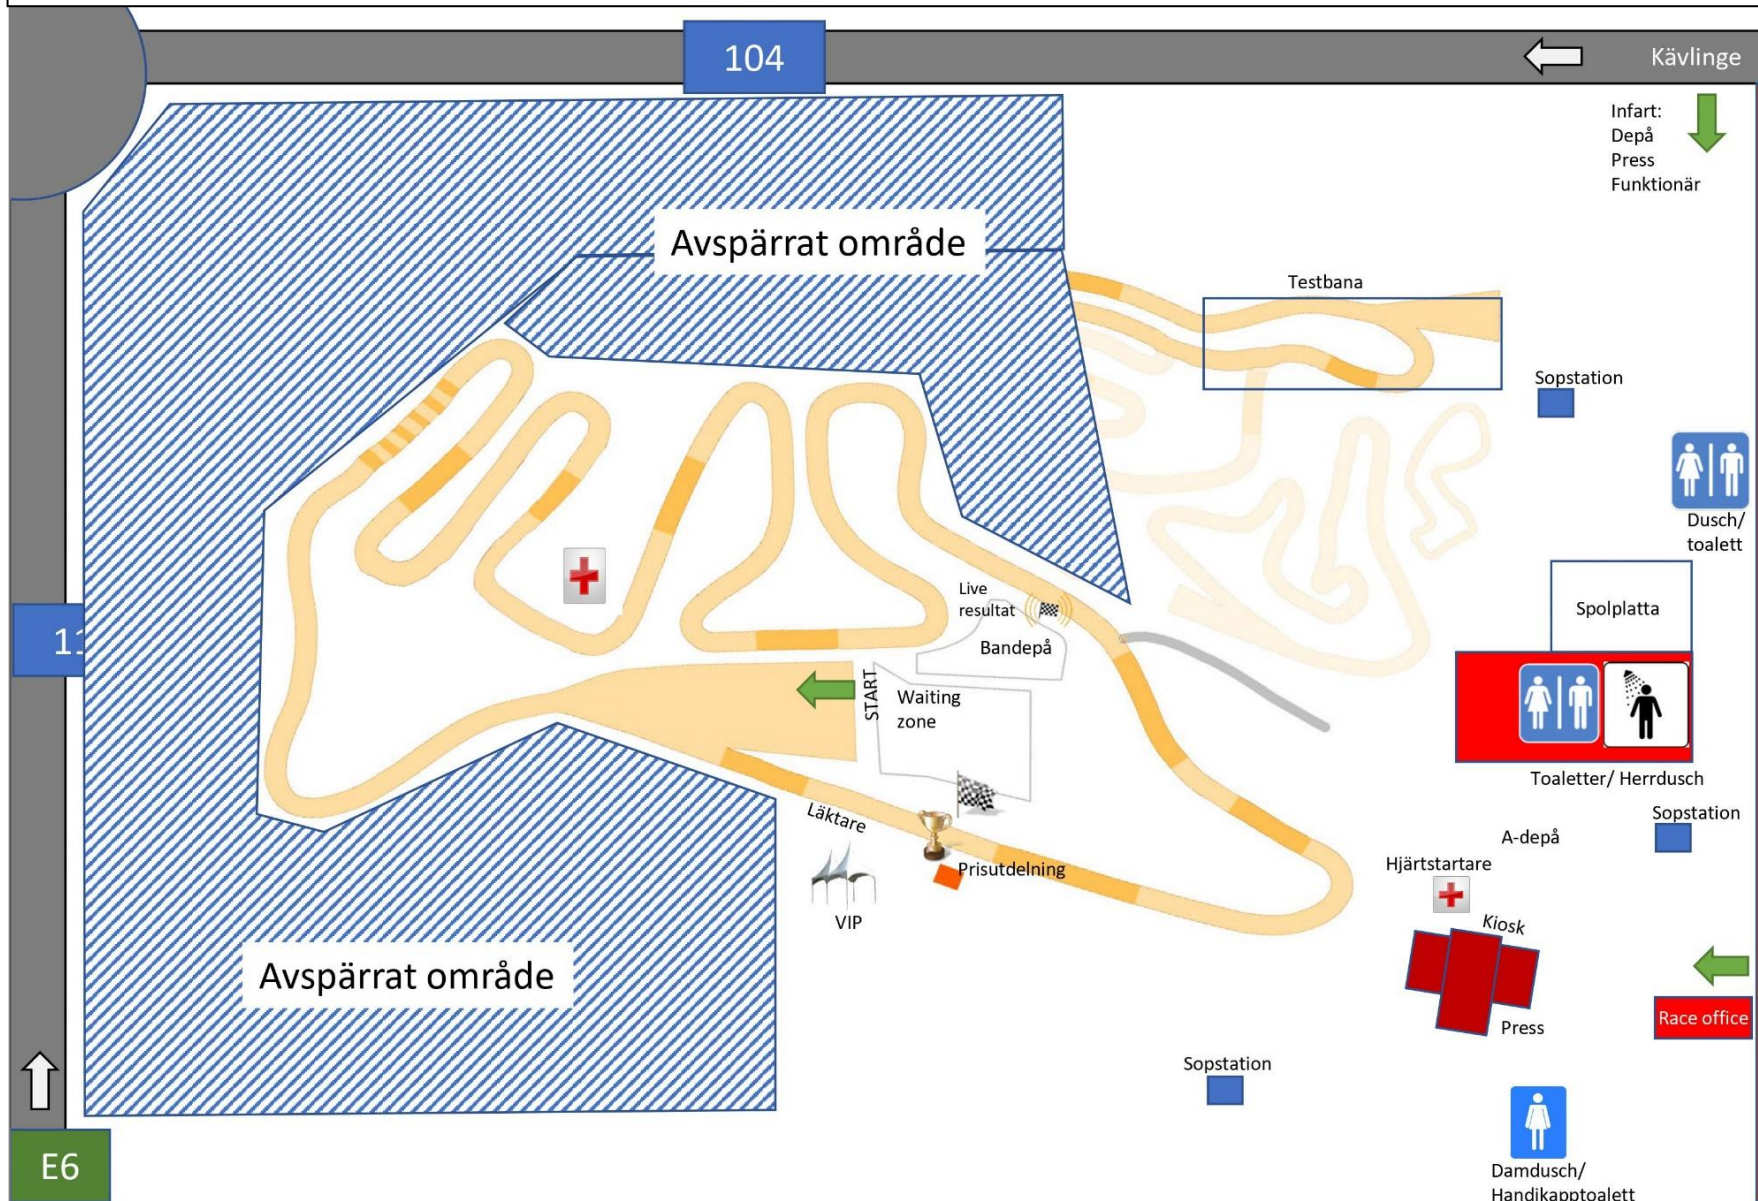 104
Kävlinge
Infart:
Depå
Press
Funktionär
Avspärrat område
Testbana
Sopstation
Dusch/
toalett
Live
resultat
Spolplatta
11
Bandepå
START
Waiting
zone
Toaletter/ Herrdusch
Sopstation
Läktare
A-depå
Hjärtstartare
Prisutdelning
VIP
Kiosk
Avspärrat område
Race office
Press
Sopstation
E6
Damdusch/
Handikapptoalett